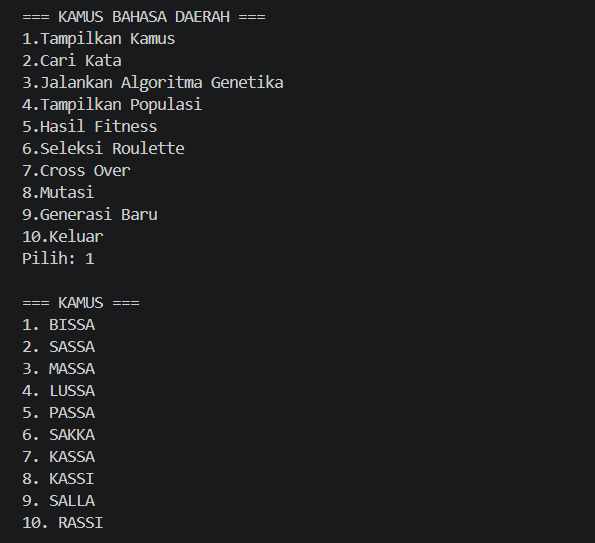 === KAMUS BAHASA DAERAH ===
1.Tampilkan Kamus
2.Cari Kata
3.Jalankan Algoritma Genetika
4.Tampilkan Populasi
5.Hasil Fitness
6.Seleksi Roulette
7.Cross Over
8.Mutasi
9.Generasi Baru
10.Keluar
Pilih: 1
=== KAMUS ===
1. BISSA
2. SASSA
3. MASSA
4. LUSSA
5. PASSA
6. SAKKA
7. KASSA
8. KASSI
9. SALLA
10. RASSI